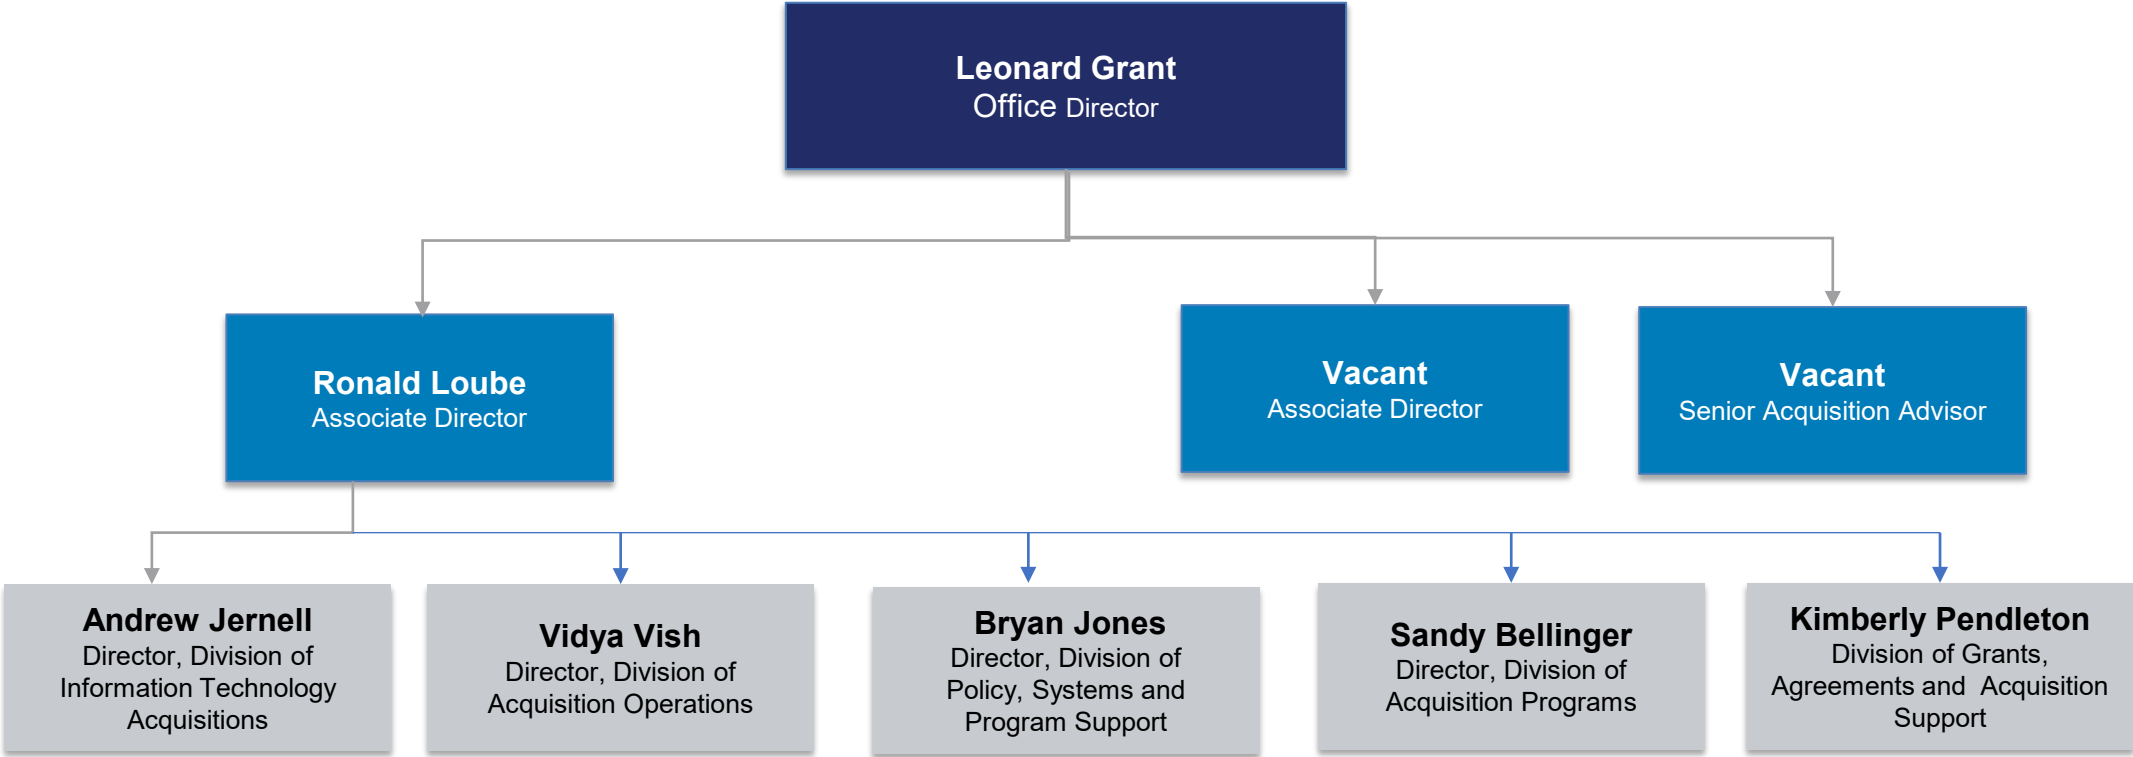 Leonard Grant
Office Director
Ronald Loube
Associate Director
Vacant
Associate Director
Vacant
Senior Acquisition Advisor
Andrew Jernell
Director, Division of
Information Technology
Acquisitions
Vidya Vish
Director, Division of
Acquisition Operations
Bryan Jones
Director, Division of
Policy, Systems and
Program Support
Sandy Bellinger
Director, Division of
Acquisition Programs
Kimberly Pendleton
Division of Grants,
Agreements and  Acquisition
Support